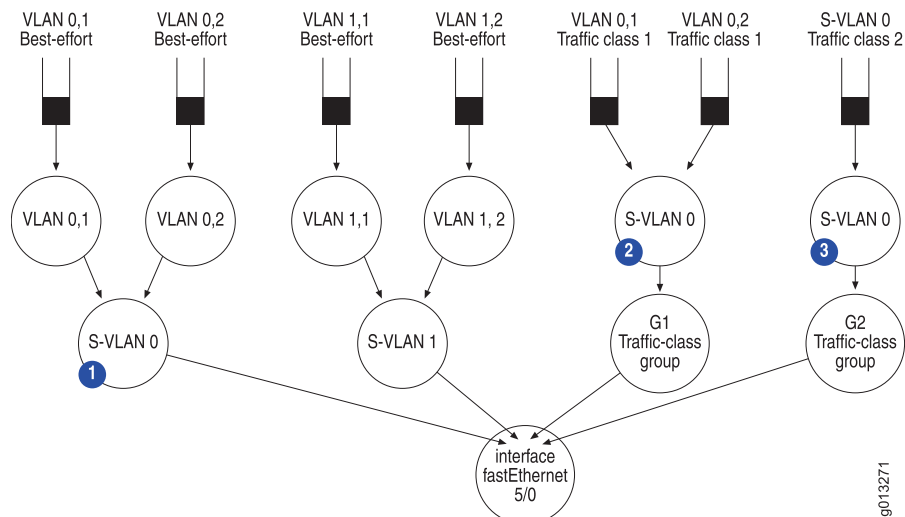 VLAN 0,1
Best-effort
VLAN 0,2
Best-effort
VLAN 1,1
Best-effort
VLAN 1,2
Best-effort
VLAN 0,1
Traffic class 1
VLAN 0,2
Traffic class 1
S-VLAN 0
Traffic class 2
VLAN 0,1
VLAN 0,2
VLAN 1,1
VLAN 1, 2
S-VLAN 0
2
S-VLAN 0
3
S-VLAN 0
1
S-VLAN 1
G1
Traffic-class
group
G2
Traffic-class
group
interface
fastEthernet
5/0
g013271